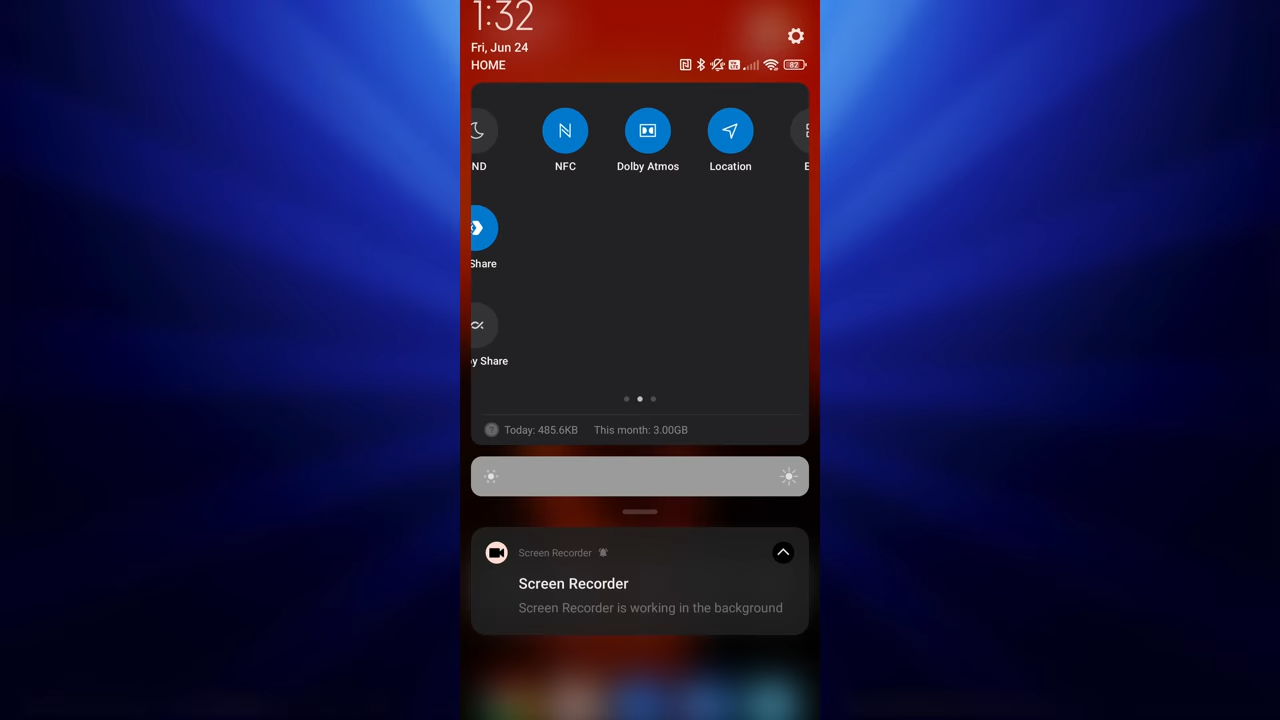 1:32
Fri, Jun 24
HOME
82
ND
NFC
Dolby Atmos
Location
E
Share
y Share
Today: 485.6KB This month: 3.00GB
Screen Recorder
Screen Recorder
Screen Recorder is working in the background